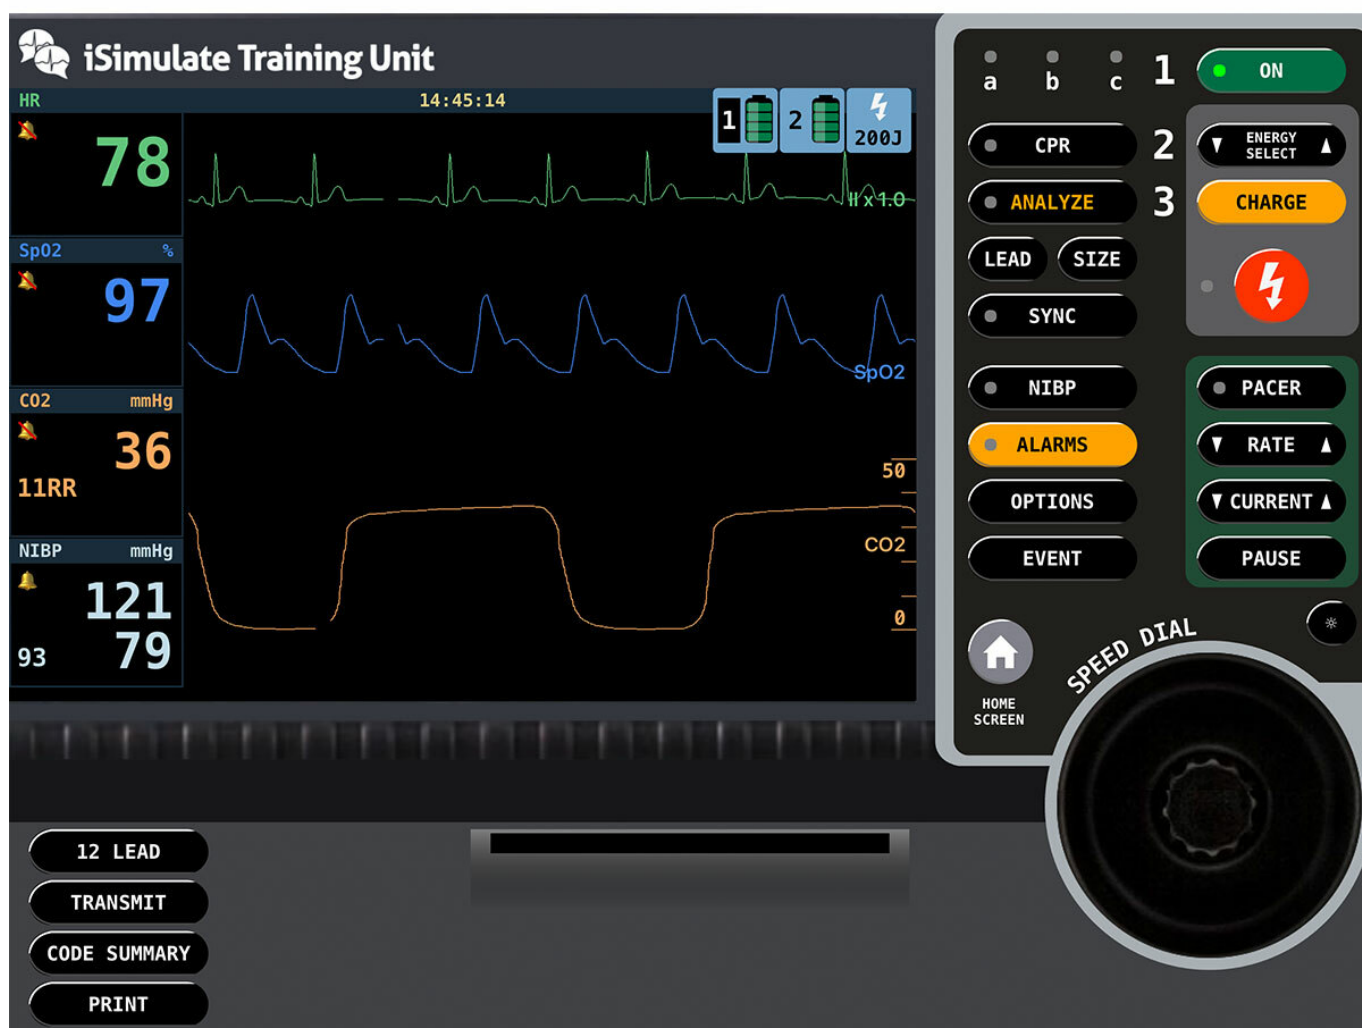 iSimulate Training Unit
HR
14:45:14
1
2
200J
78
II x 1.0
SpO2 %
97
SpO2
CO2 mmHg
36
11RR
50
CO2
0
NIBP mmHg
121
79
93
a b c
1 ON
CPR
2 ENERGY SELECT
ANALYZE
3 CHARGE
LEAD SIZE
SYNC
NIBP PACER
ALARMS RATE
OPTIONS CURRENT
EVENT PAUSE
HOME
SCREEN
SPEED DIAL
12 LEAD
TRANSMIT
CODE SUMMARY
PRINT